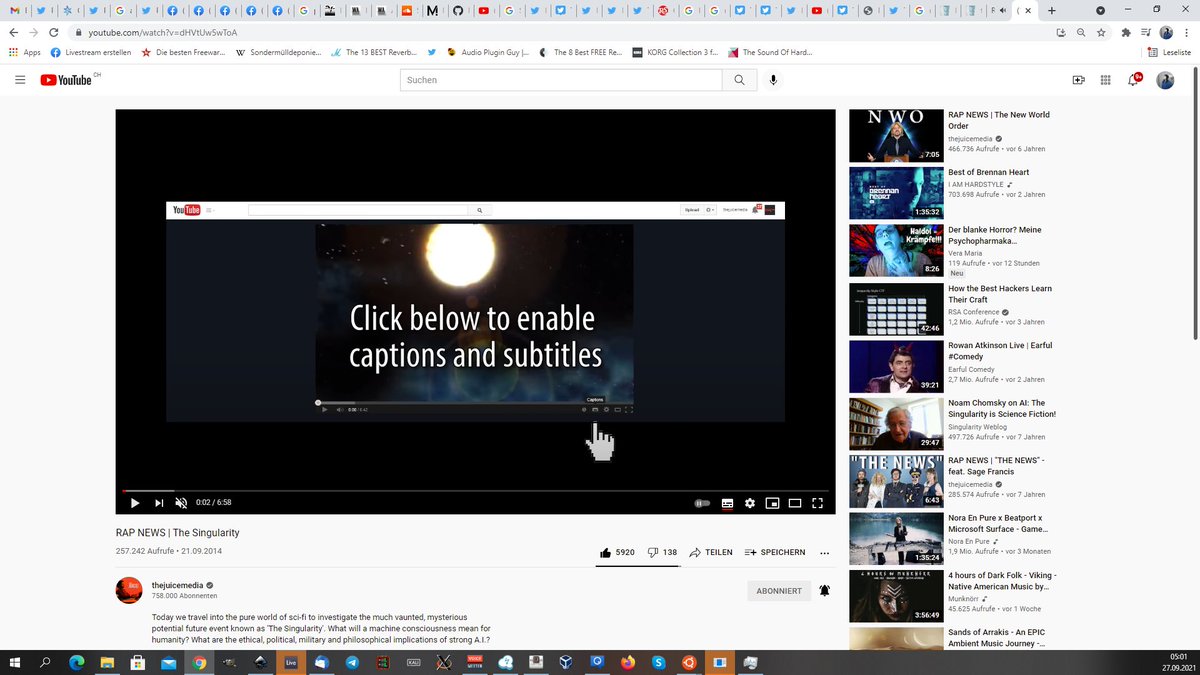 youtube.com/watch?v=dHVtUw5wToA
Apps
Livestream erstellen
Die besten Freewar...
Sondermülldeponie...
The 13 BEST Reverb...
Audio Plugin Guy |...
The 8 Best FREE Re...
KORG Collection 3 f...
The Sound Of Hard...
Leseliste
YouTube CH
Suchen
9+
YouTube
Upload
thejuicemedia
Click below to enable
captions and subtitles
Captions
0:00 / 6:42
0:02 / 6:58
RAP NEWS | The Singularity
257.242 Aufrufe • 21.09.2014
5920
138
TEILEN
SPEICHERN
thejuicemedia
758.000 Abonnenten
ABONNIERT
Today we travel into the pure world of sci-fi to investigate the much vaunted, mysterious
potential future event known as 'The Singularity'. What will a machine consciousness mean for
humanity? What are the ethical, political, military and philosophical implications of strong A.I.?
NWO
7:05
RAP NEWS | The New World
Order
thejuicemedia
466.736 Aufrufe • vor 6 Jahren
BEST OF
BRENNAN
HEART
1:35:32
Best of Brennan Heart
I AM HARDSTYLE
703.698 Aufrufe • vor 2 Jahren
Haldol -
Krämpfe!!!
8:26
Der blanke Horror? Meine
Psychopharmaka...
Vera Maria
119 Aufrufe • vor 12 Stunden
Neu
42:46
How the Best Hackers Learn
Their Craft
RSA Conference
1,2 Mio. Aufrufe • vor 3 Jahren
39:21
Rowan Atkinson Live | Earful
#Comedy
Earful Comedy
2,7 Mio. Aufrufe • vor 2 Jahren
29:47
Noam Chomsky on AI: The
Singularity is Science Fiction!
Singularity Weblog
497.726 Aufrufe • vor 7 Jahren
"THE NEWS"
6:43
RAP NEWS | "THE NEWS" -
feat. Sage Francis
thejuicemedia
285.574 Aufrufe • vor 7 Jahren
1:35:24
Nora En Pure x Beatport x
Microsoft Surface - Game...
Nora En Pure
1,9 Mio. Aufrufe • vor 3 Monaten
4 HOURS OF MUNKNÖRR
3:56:49
4 hours of Dark Folk - Viking -
Native American Music by...
Munknörr
45.625 Aufrufe • vor 1 Woche
Sands of Arrakis - An EPIC
Ambient Music Journey -...
Live
05:01
27.09.2021